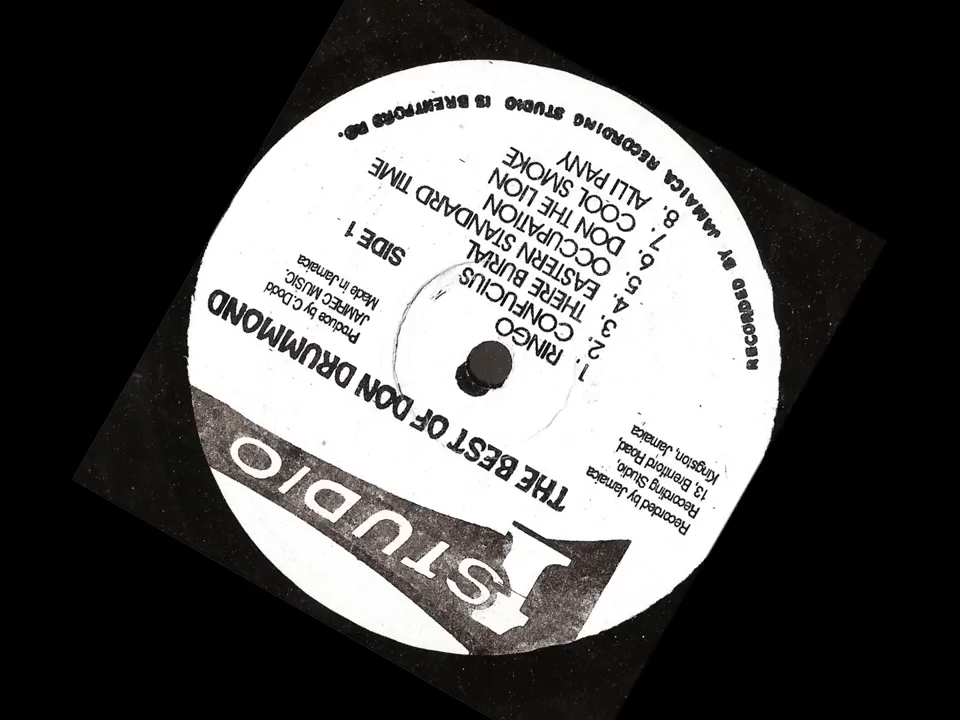 STUDIO
1
THE BEST OF DON DRUMMOND
Recorded by Jamaica
Recording Studio,
13, Brentford Road,
Kingston, Jamaica
Produce by C. Dodd
JAMREC MUSIC,
Made in Jamaica
SIDE 1
1. RINGO
2. CONFUCIUS
3. THERE BURIAL
4. EASTERN STANDARD TIME
5. OCCUPATION
6. DON THE LION
7. COOL SMOKE
8. ALLI PANY
RECORDED BY JAMAICA RECORDING STUDIO 13 BRENTFORD RD.